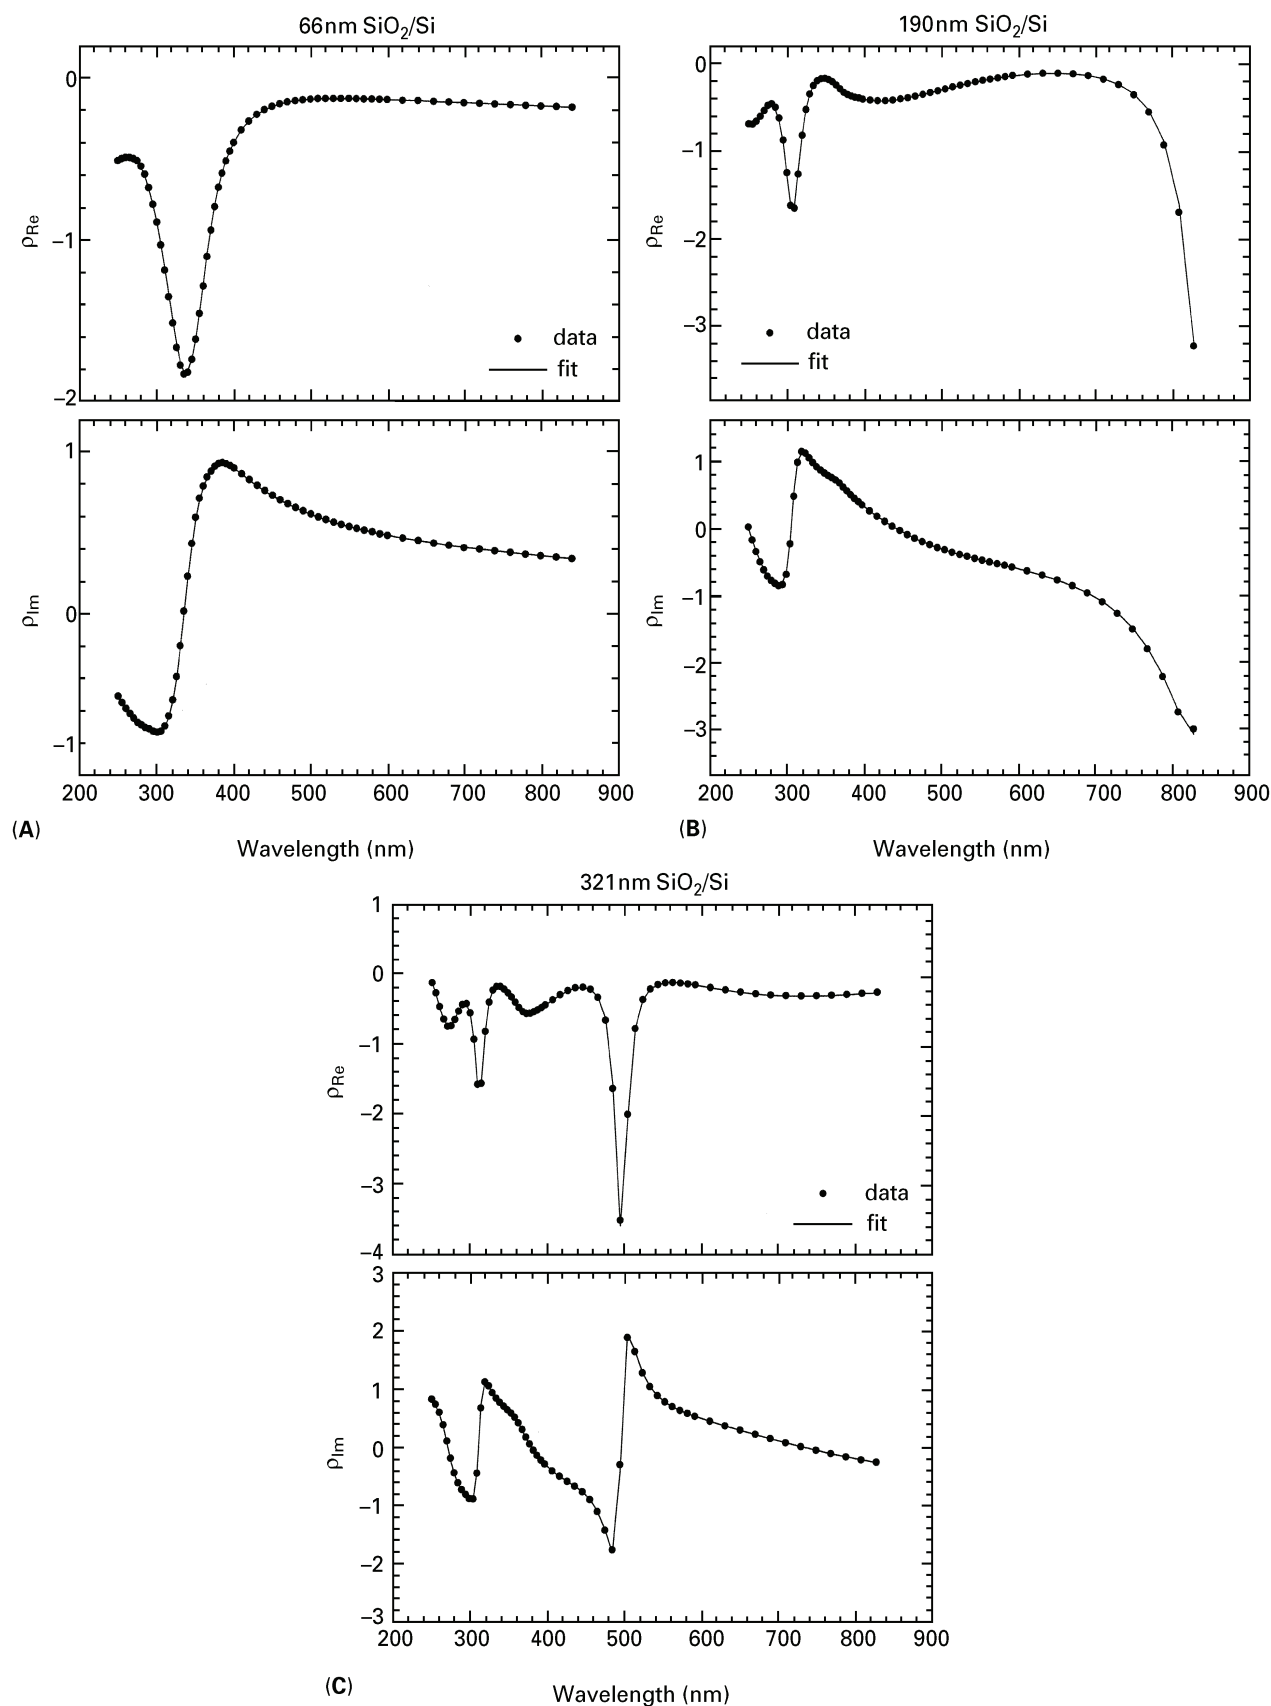 66nm SiO₂/Si
0
−1
−2
ρRe
data
fit
1
0
−1
ρIm
200 300 400 500 600 700 800 900
(A)
Wavelength (nm)
190nm SiO₂/Si
0
−1
−2
−3
ρRe
data
fit
1
0
−1
−2
−3
ρIm
200 300 400 500 600 700 800 900
(B)
Wavelength (nm)
321nm SiO₂/Si
1
0
−1
−2
−3
−4
ρRe
data
fit
3
2
1
0
−1
−2
−3
ρIm
200 300 400 500 600 700 800 900
(C)
Wavelength (nm)